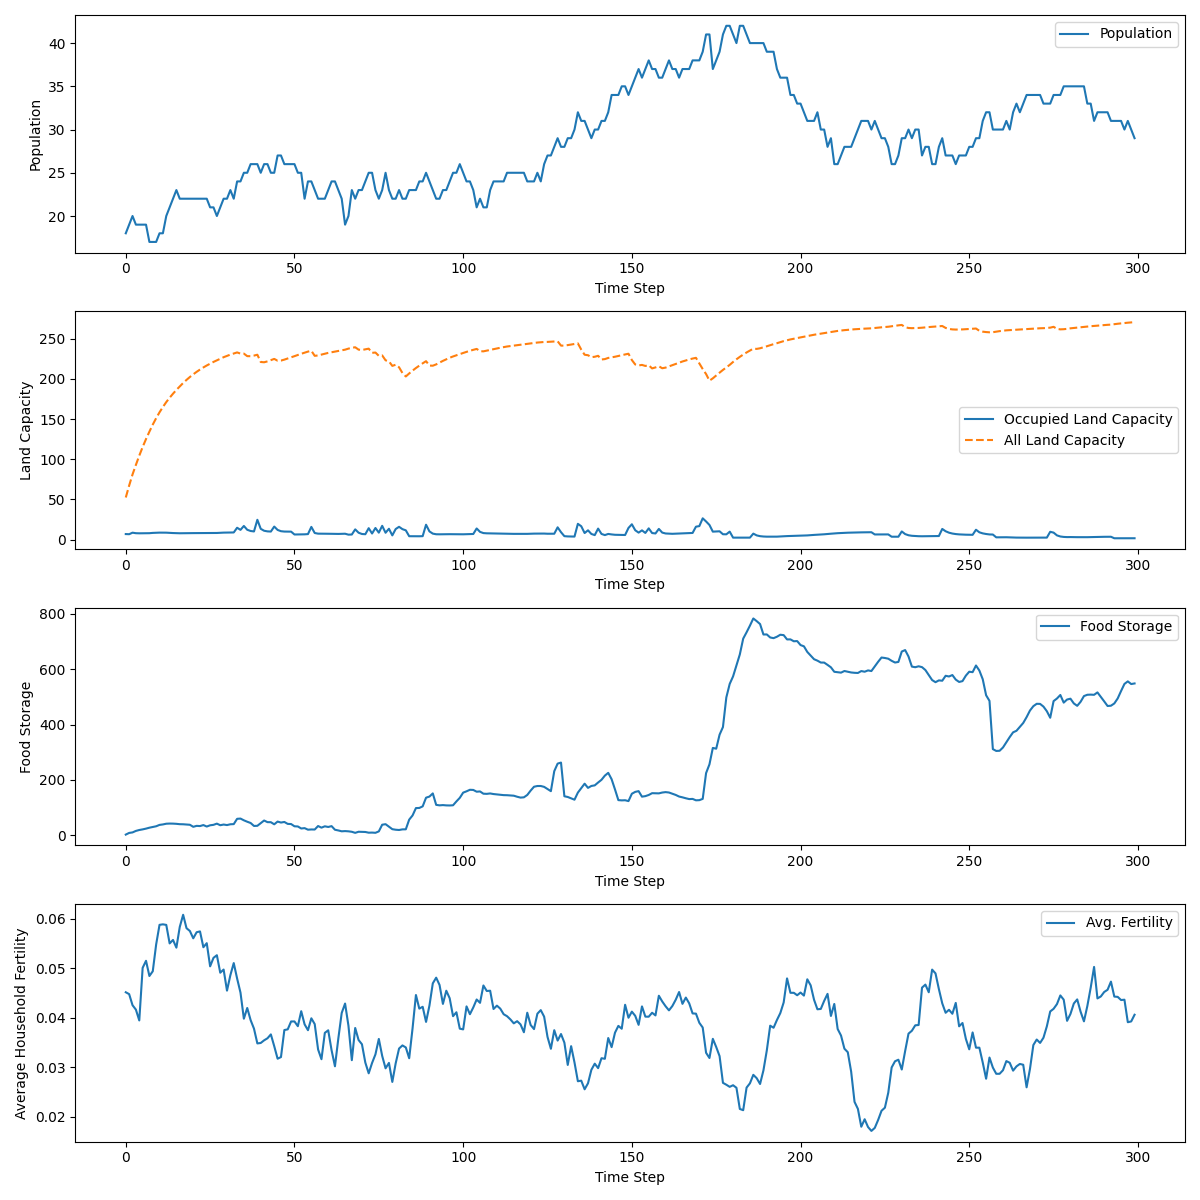 Population
40
35
30
25
20
Population
0 50 100 150 200 250 300
Time Step
Land Capacity
250
200
150
100
50
0
Occupied Land Capacity
All Land Capacity
0 50 100 150 200 250 300
Time Step
Food Storage
800
600
400
200
0
Food Storage
0 50 100 150 200 250 300
Time Step
Average Household Fertility
0.06
0.05
0.04
0.03
0.02
Avg. Fertility
0 50 100 150 200 250 300
Time Step